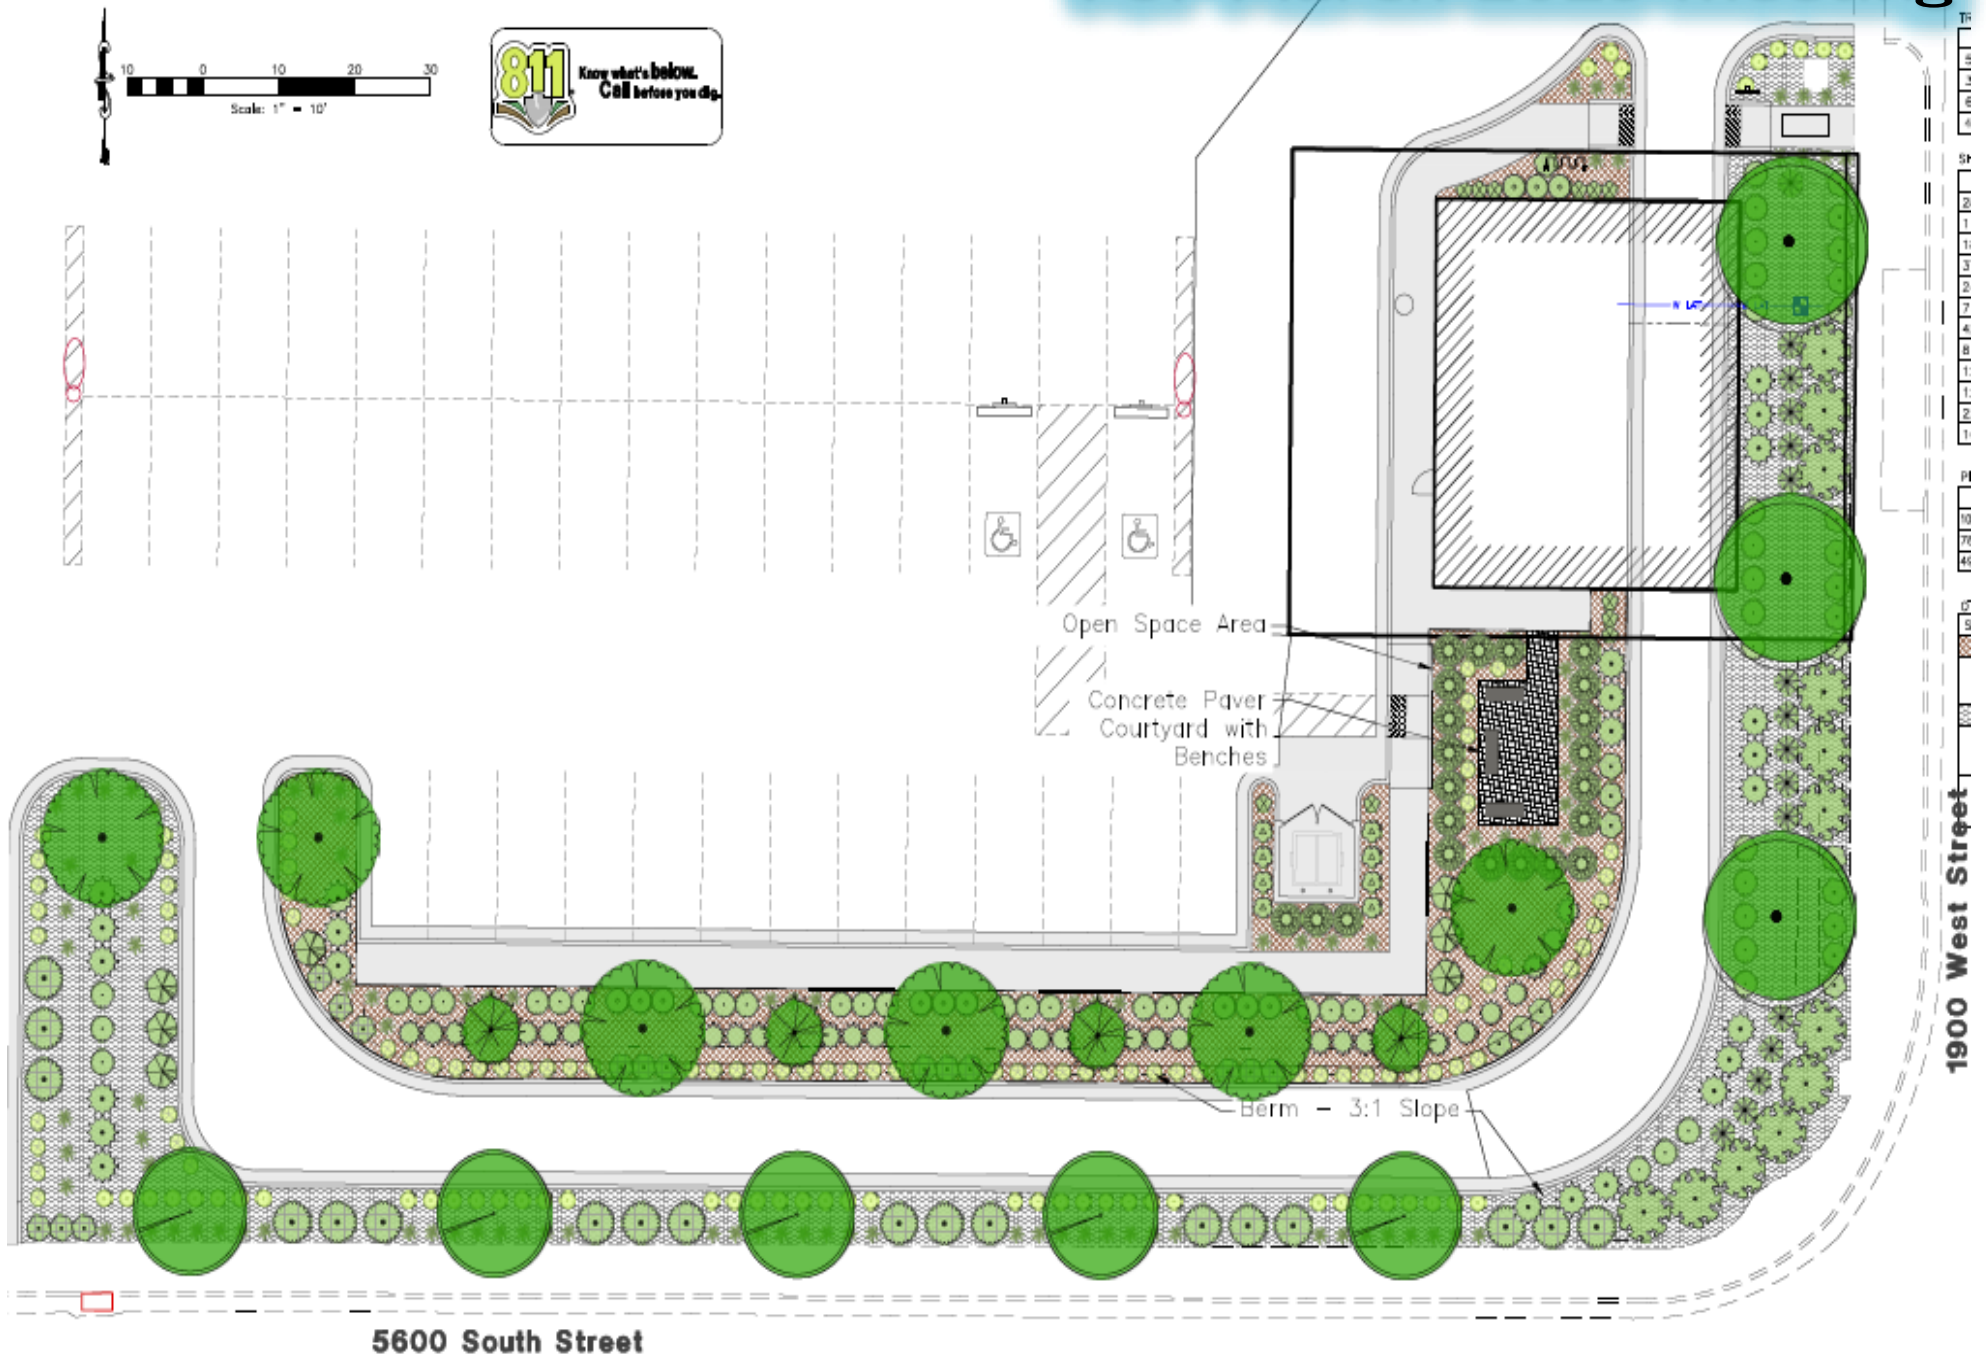 10 0 10 20 30
Scale: 1" = 10'
811
Know what's below.
Call before you dig.
Open Space Area
Concrete Paver
Courtyard with
Benches
Berm - 3:1 Slope
1900 West Street
5600 South Street